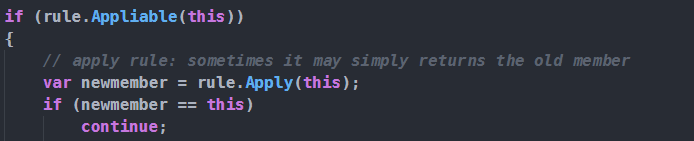 if (rule.Appliable(this))
{
// apply rule: sometimes it may simply returns the old member
var newmember = rule.Apply(this);
if (newmember == this)
continue;